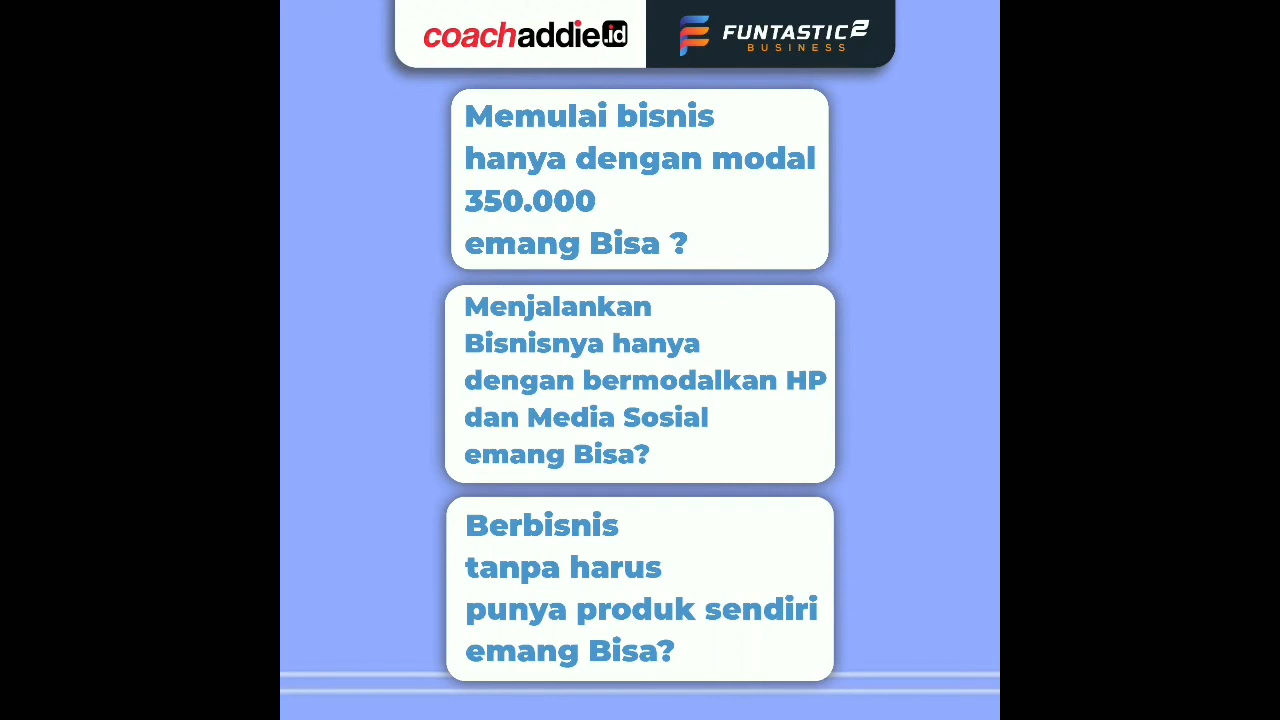 coachaddie.id
FUNTASTIC2
BUSINESS
Memulai bisnis
hanya dengan modal
350.000
emang Bisa ?
Menjalankan
Bisnisnya hanya
dengan bermodalkan HP
dan Media Sosial
emang Bisa?
Berbisnis
tanpa harus
punya produk sendiri
emang Bisa?